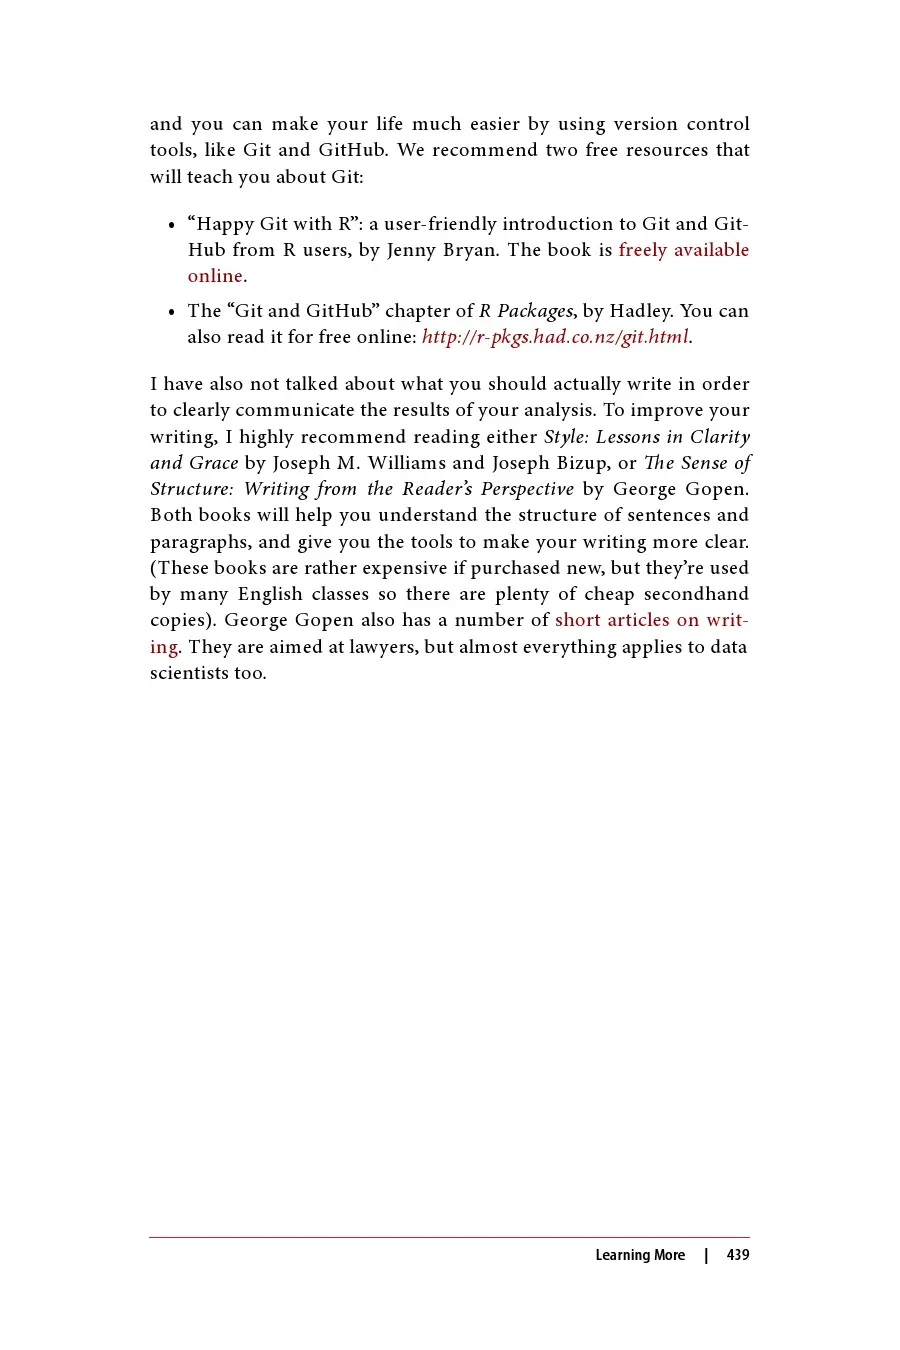 and you can make your life much easier by using version control
tools, like Git and GitHub. We recommend two free resources that
will teach you about Git:
• “Happy Git with R”: a user-friendly introduction to Git and Git-
Hub from R users, by Jenny Bryan. The book is freely available
online.
• The “Git and GitHub” chapter of R Packages, by Hadley. You can
also read it for free online: http://r-pkgs.had.co.nz/git.html.
I have also not talked about what you should actually write in order
to clearly communicate the results of your analysis. To improve your
writing, I highly recommend reading either Style: Lessons in Clarity
and Grace by Joseph M. Williams and Joseph Bizup, or The Sense of
Structure: Writing from the Reader’s Perspective by George Gopen.
Both books will help you understand the structure of sentences and
paragraphs, and give you the tools to make your writing more clear.
(These books are rather expensive if purchased new, but they’re used
by many English classes so there are plenty of cheap secondhand
copies). George Gopen also has a number of short articles on writ-
ing. They are aimed at lawyers, but almost everything applies to data
scientists too.
Learning More | 439